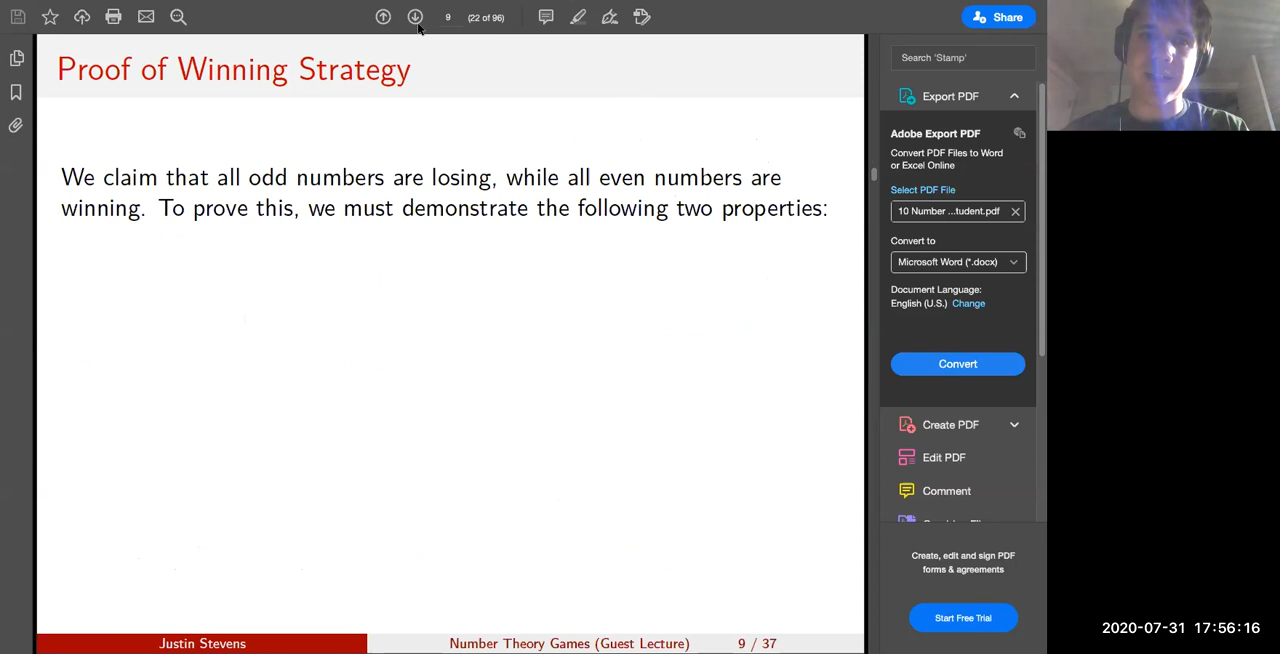 9 (22 of 96)
Share
Proof of Winning Strategy
We claim that all odd numbers are losing, while all even numbers are
winning. To prove this, we must demonstrate the following two properties:
Justin Stevens
Number Theory Games (Guest Lecture)
9 / 37
Search 'Stamp'
Export PDF
Adobe Export PDF
Convert PDF Files to Word
or Excel Online
Select PDF File
10 Number ...tudent.pdf
Convert to
Microsoft Word (*.docx)
Document Language:
English (U.S.) Change
Convert
Create PDF
Edit PDF
Comment
Create, edit and sign PDF
forms & agreements
Start Free Trial
2020-07-31 17:56:16